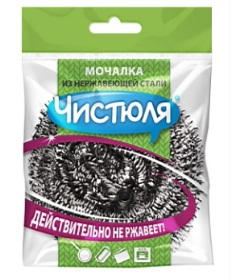 МОЧАЛКА
ИЗ НЕРЖАВЕЮЩЕЙ СТАЛИ
ЧИСТЮЛЯ
ДЕЙСТВИТЕЛЬНО НЕ РЖАВЕЕТ!